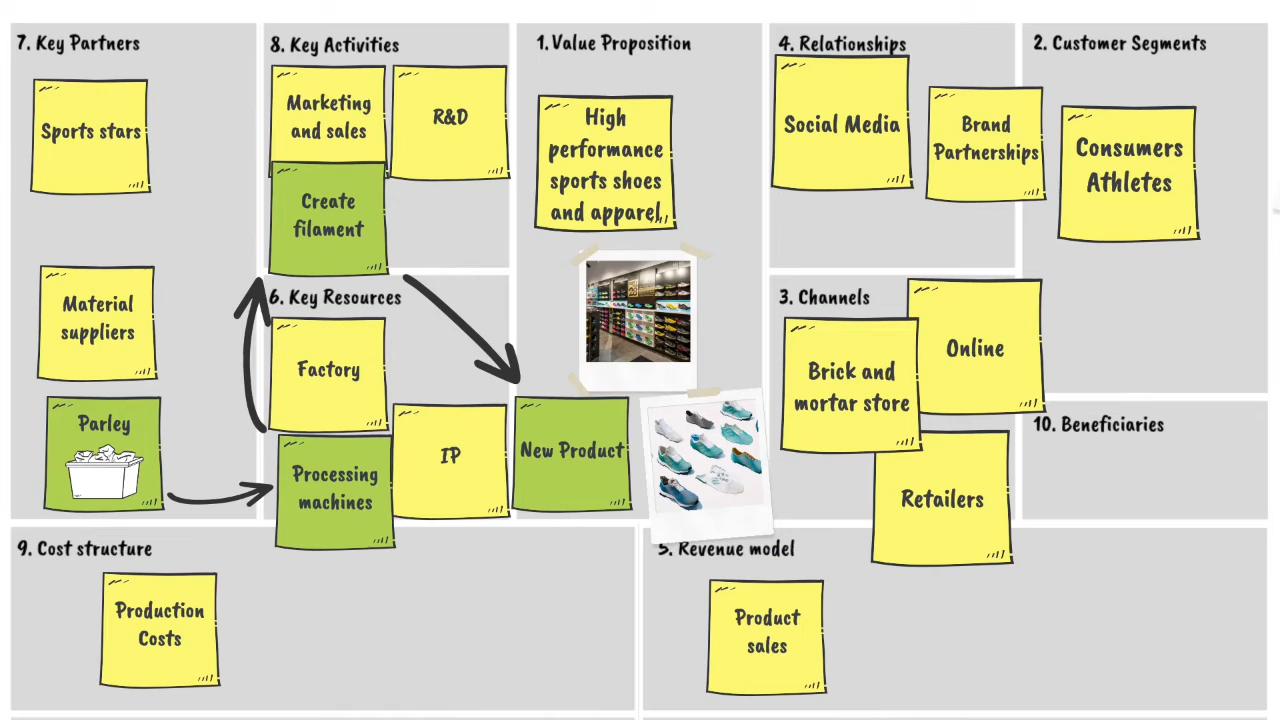 7. Key Partners
Sports stars
Material
suppliers
Parley
8. Key Activities
Marketing
and sales
R&D
Create
filament
6. Key Resources
Factory
Processing
machines
IP
1. Value Proposition
High
performance
sports shoes
and apparel
New Product
4. Relationships
Social Media
Brand
Partnerships
3. Channels
Brick and
mortar store
Online
Retailers
2. Customer Segments
Consumers
Athletes
10. Beneficiaries
9. Cost structure
Production
Costs
5. Revenue model
Product
sales